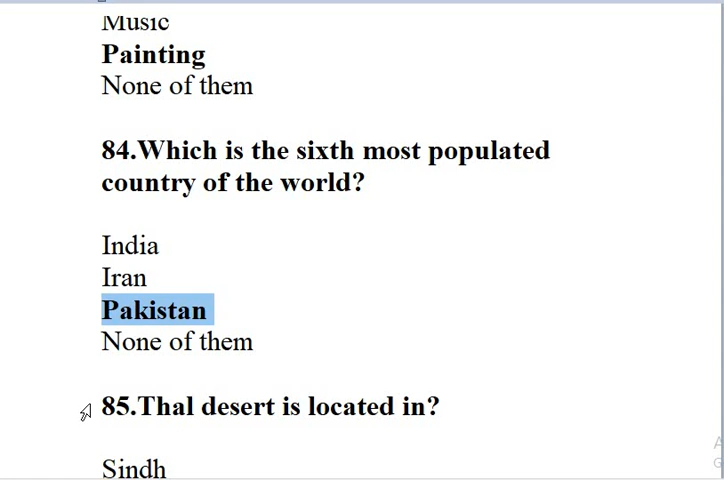 Music
Painting
None of them
84.Which is the sixth most populated
country of the world?
India
Iran
Pakistan
None of them
85.Thal desert is located in?
Sindh